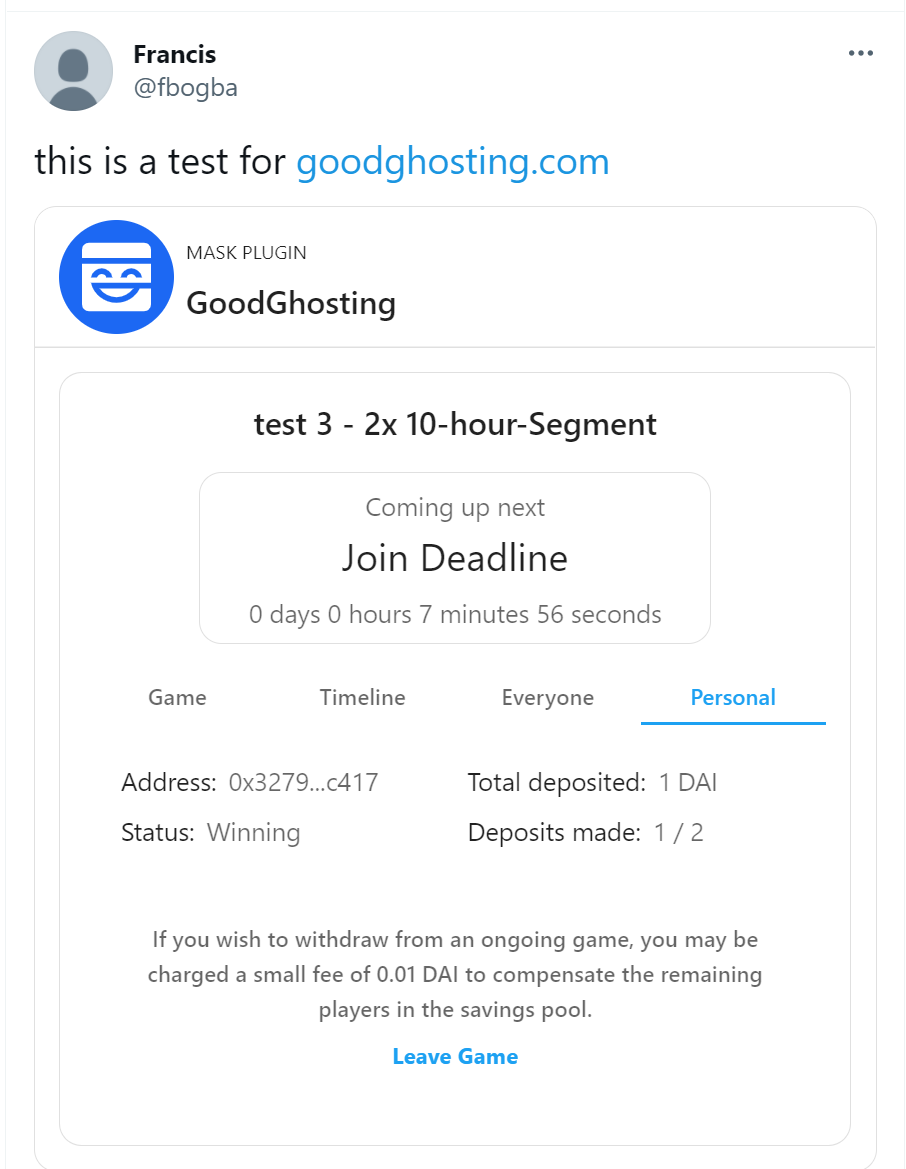 Francis
@fbogba
this is a test for goodghosting.com
MASK PLUGIN
GoodGhosting
test 3 - 2x 10-hour-Segment
Coming up next
Join Deadline
0 days 0 hours 7 minutes 56 seconds
Game Timeline Everyone Personal
Address: 0x3279...c417 Total deposited: 1 DAI
Status: Winning Deposits made: 1 / 2
If you wish to withdraw from an ongoing game, you may be
charged a small fee of 0.01 DAI to compensate the remaining
players in the savings pool.
Leave Game